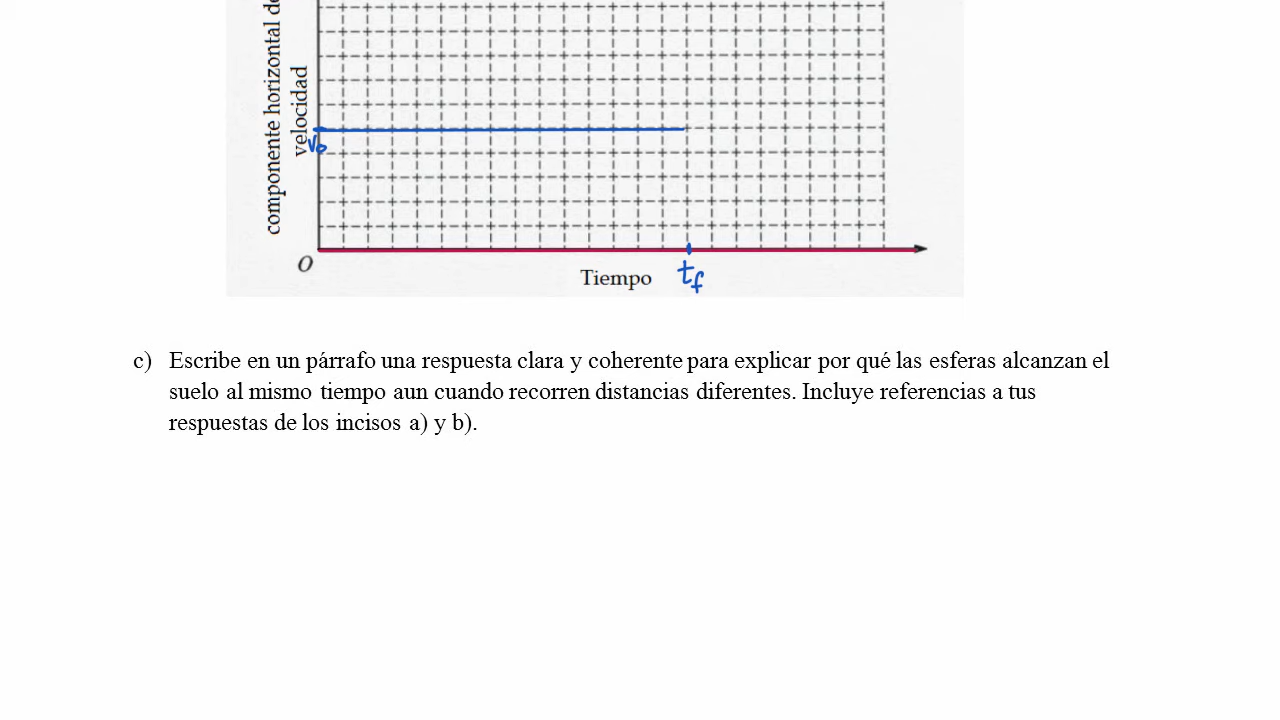 componente horizontal de
velocidad
v₀
O
Tiempo
t_f
c) Escribe en un párrafo una respuesta clara y coherente para explicar por qué las esferas alcanzan el
suelo al mismo tiempo aun cuando recorren distancias diferentes. Incluye referencias a tus
respuestas de los incisos a) y b).